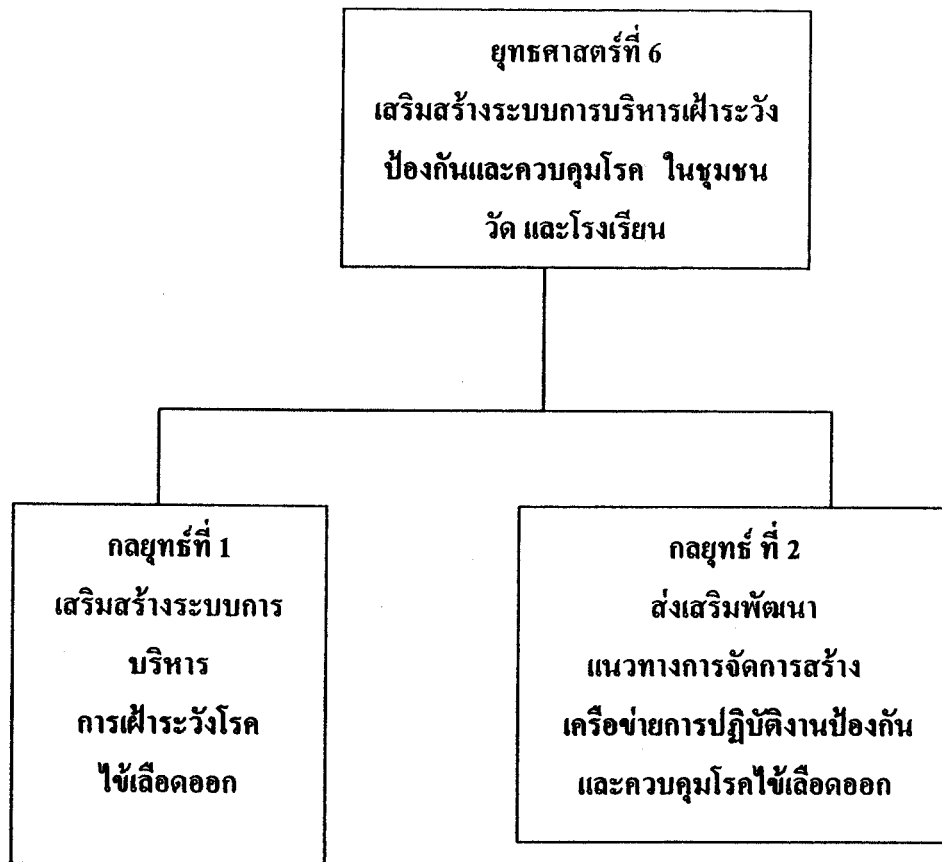 ยุทธศาสตร์ที่ 6
เสริมสร้างระบบการบริหารเฝ้าระวัง
ป้องกันและควบคุมโรค ในชุมชน
วัด และโรงเรียน
กลยุทธ์ที่ 1
เสริมสร้างระบบการ
บริหาร
การเฝ้าระวังโรค
ไข้เลือดออก
กลยุทธ์ ที่ 2
ส่งเสริมพัฒนา
แนวทางการจัดการสร้าง
เครือข่ายการปฏิบัติงานป้องกัน
และควบคุมโรคไข้เลือดออก